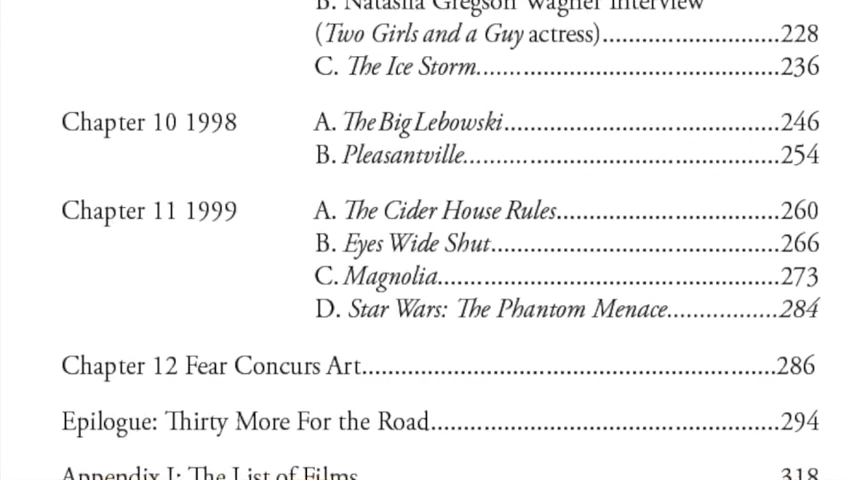 B. Natasha Gregson Wagner Interview
(Two Girls and a Guy actress)..............................228
C. The Ice Storm..............................................236
Chapter 10 1998 A. The Big Lebowski..........................................246
B. Pleasantville................................................254
Chapter 11 1999 A. The Cider House Rules..................................260
B. Eyes Wide Shut............................................266
C. Magnolia....................................................273
D. Star Wars: The Phantom Menace.................284
Chapter 12 Fear Concurs Art................................................................286
Epilogue: Thirty More For the Road.....................................................294
Appendix I: The List of Films 318